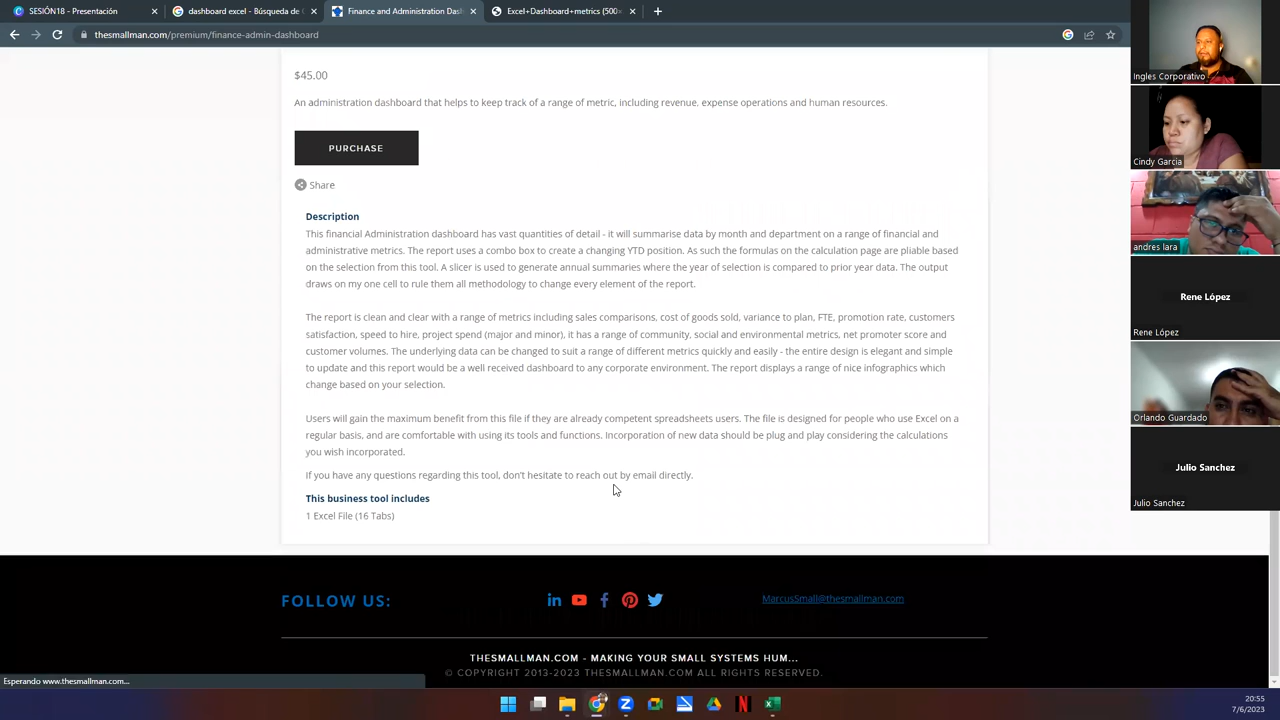 SESIÓN18 - Presentación
dashboard excel - Búsqueda de
Finance and Administration Das
Excel+Dashboard+metrics (500×
thesmallman.com/premium/finance-admin-dashboard
$45.00
An administration dashboard that helps to keep track of a range of metric, including revenue, expense operations and human resources.
PURCHASE
Share
Description
This financial Administration dashboard has vast quantities of detail - it will summarise data by month and department on a range of financial and
administrative metrics. The report uses a combo box to create a changing YTD position. As such the formulas on the calculation page are pliable based
on the selection from this tool. A slicer is used to generate annual summaries where the year of selection is compared to prior year data. The output
draws on my one cell to rule them all methodology to change every element of the report.
The report is clean and clear with a range of metrics including sales comparisons, cost of goods sold, variance to plan, FTE, promotion rate, customers
satisfaction, speed to hire, project spend (major and minor), it has a range of community, social and environmental metrics, net promoter score and
customer volumes. The underlying data can be changed to suit a range of different metrics quickly and easily - the entire design is elegant and simple
to update and this report would be a well received dashboard to any corporate environment. The report displays a range of nice infographics which
change based on your selection.
Users will gain the maximum benefit from this file if they are already competent spreadsheets users. The file is designed for people who use Excel on a
regular basis, and are comfortable with using its tools and functions. Incorporation of new data should be plug and play considering the calculations
you wish incorporated.
If you have any questions regarding this tool, don't hesitate to reach out by email directly.
This business tool includes
1 Excel File (16 Tabs)
FOLLOW US:
MarcusSmall@thesmallman.com
THESMALLMAN.COM - MAKING YOUR SMALL SYSTEMS HUM...
© COPYRIGHT 2013-2023 THESMALLMAN.COM ALL RIGHTS RESERVED.
Esperando www.thesmallman.com...
Ingles Corporativo
Cindy García
andres lara
Rene López
Rene López
Orlando Guardado
Julio Sanchez
Julio Sanchez
20:55
7/6/2023